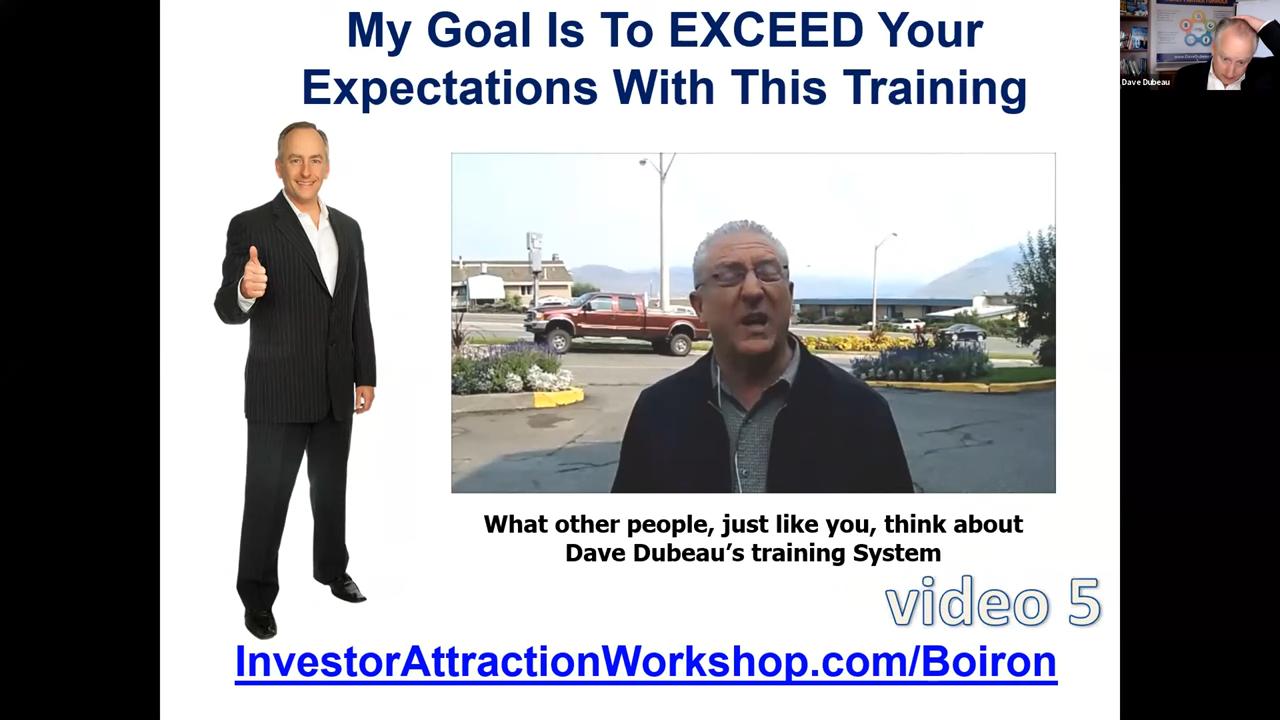 My Goal Is To EXCEED Your
Expectations With This Training
Dave Dubeau
What other people, just like you, think about
Dave Dubeau's training System
video 5
InvestorAttractionWorkshop.com/Boiron